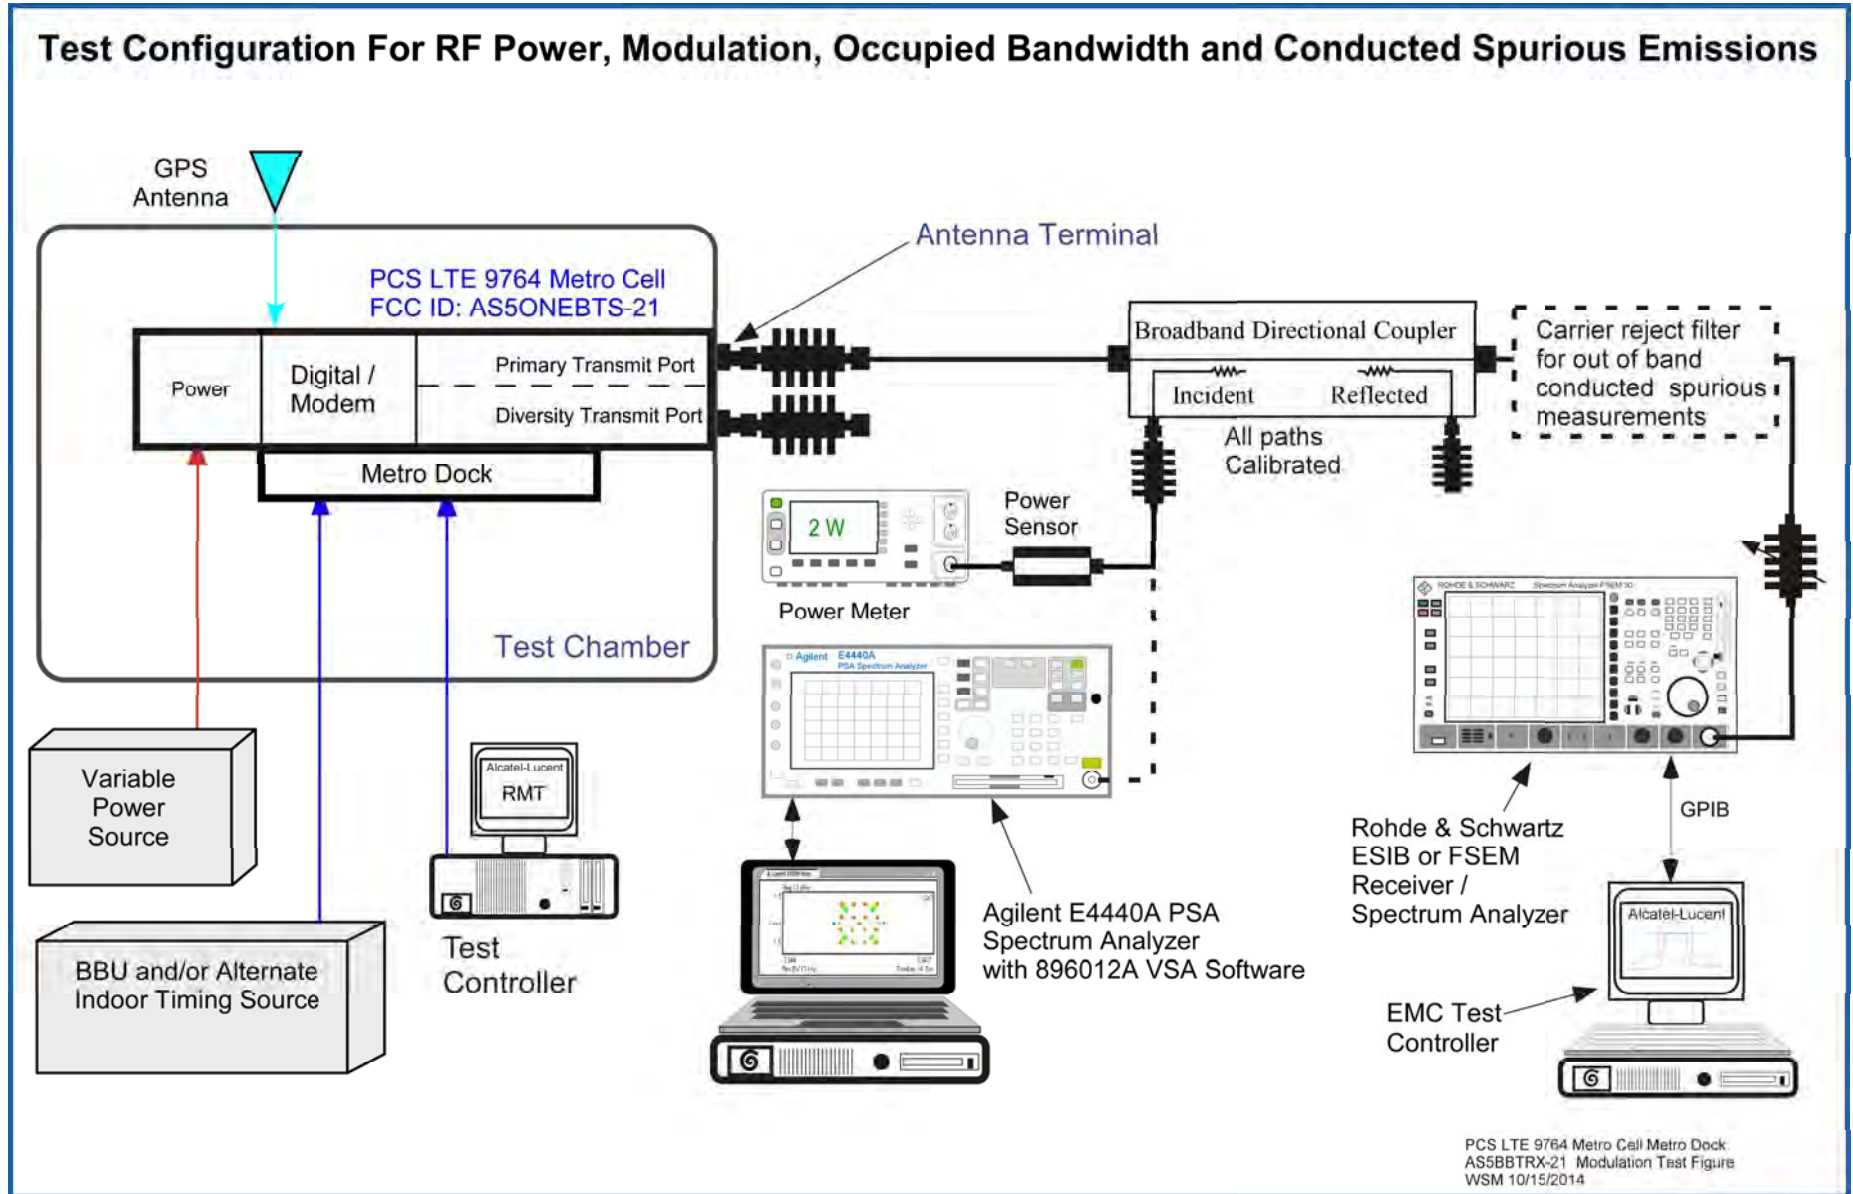 Test Configuration For RF Power, Modulation, Occupied Bandwidth and Conducted Spurious Emissions
GPS
Antenna
Antenna Terminal
PCS LTE 9764 Metro Cell
FCC ID: AS5ONEBTS-21
Power
Digital /
Modem
Primary Transmit Port
Diversity Transmit Port
Metro Dock
Test Chamber
Broadband Directional Coupler
Incident
Reflected
All paths
Calibrated
Carrier reject filter
for out of band
conducted spurious
measurements
2 W
Power
Sensor
Power Meter
Agilent E4440A
PSA Spectrum Analyzer
ROHDE & SCHWARZ Spectrum Analyzer FSEM 30
Variable
Power
Source
Alcatel-Lucent
RMT
Test
Controller
BBU and/or Alternate
Indoor Timing Source
Agilent E4440A PSA
Spectrum Analyzer
with 896012A VSA Software
GPIB
Rohde & Schwartz
ESIB or FSEM
Receiver /
Spectrum Analyzer
Alcatel-Lucent
EMC Test
Controller
PCS LTE 9764 Metro Cell Metro Dock
AS5BBTRX-21 Modulation Test Figure
WSM 10/15/2014